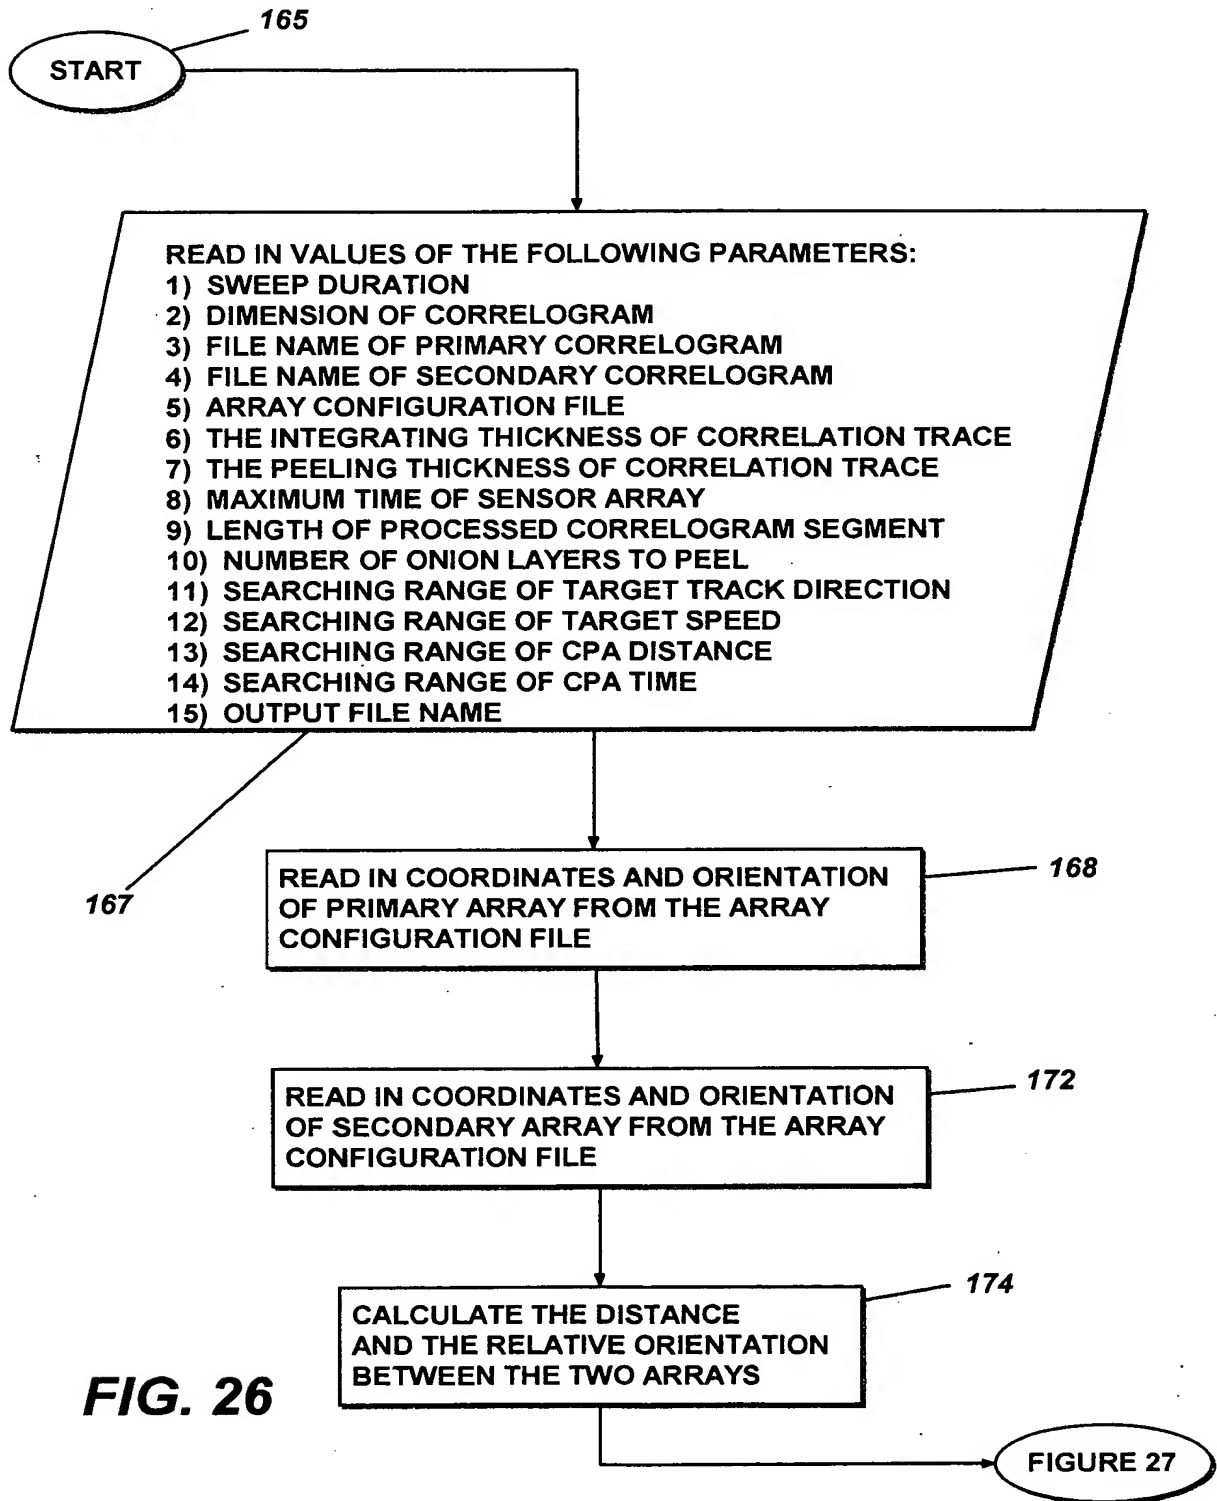 165
START
READ IN VALUES OF THE FOLLOWING PARAMETERS:
1) SWEEP DURATION
2) DIMENSION OF CORRELOGRAM
3) FILE NAME OF PRIMARY CORRELOGRAM
4) FILE NAME OF SECONDARY CORRELOGRAM
5) ARRAY CONFIGURATION FILE
6) THE INTEGRATING THICKNESS OF CORRELATION TRACE
7) THE PEELING THICKNESS OF CORRELATION TRACE
8) MAXIMUM TIME OF SENSOR ARRAY
9) LENGTH OF PROCESSED CORRELOGRAM SEGMENT
10) NUMBER OF ONION LAYERS TO PEEL
11) SEARCHING RANGE OF TARGET TRACK DIRECTION
12) SEARCHING RANGE OF TARGET SPEED
13) SEARCHING RANGE OF CPA DISTANCE
14) SEARCHING RANGE OF CPA TIME
15) OUTPUT FILE NAME
167
168
READ IN COORDINATES AND ORIENTATION
OF PRIMARY ARRAY FROM THE ARRAY
CONFIGURATION FILE
172
READ IN COORDINATES AND ORIENTATION
OF SECONDARY ARRAY FROM THE ARRAY
CONFIGURATION FILE
174
CALCULATE THE DISTANCE
AND THE RELATIVE ORIENTATION
BETWEEN THE TWO ARRAYS
FIG. 26
FIGURE 27